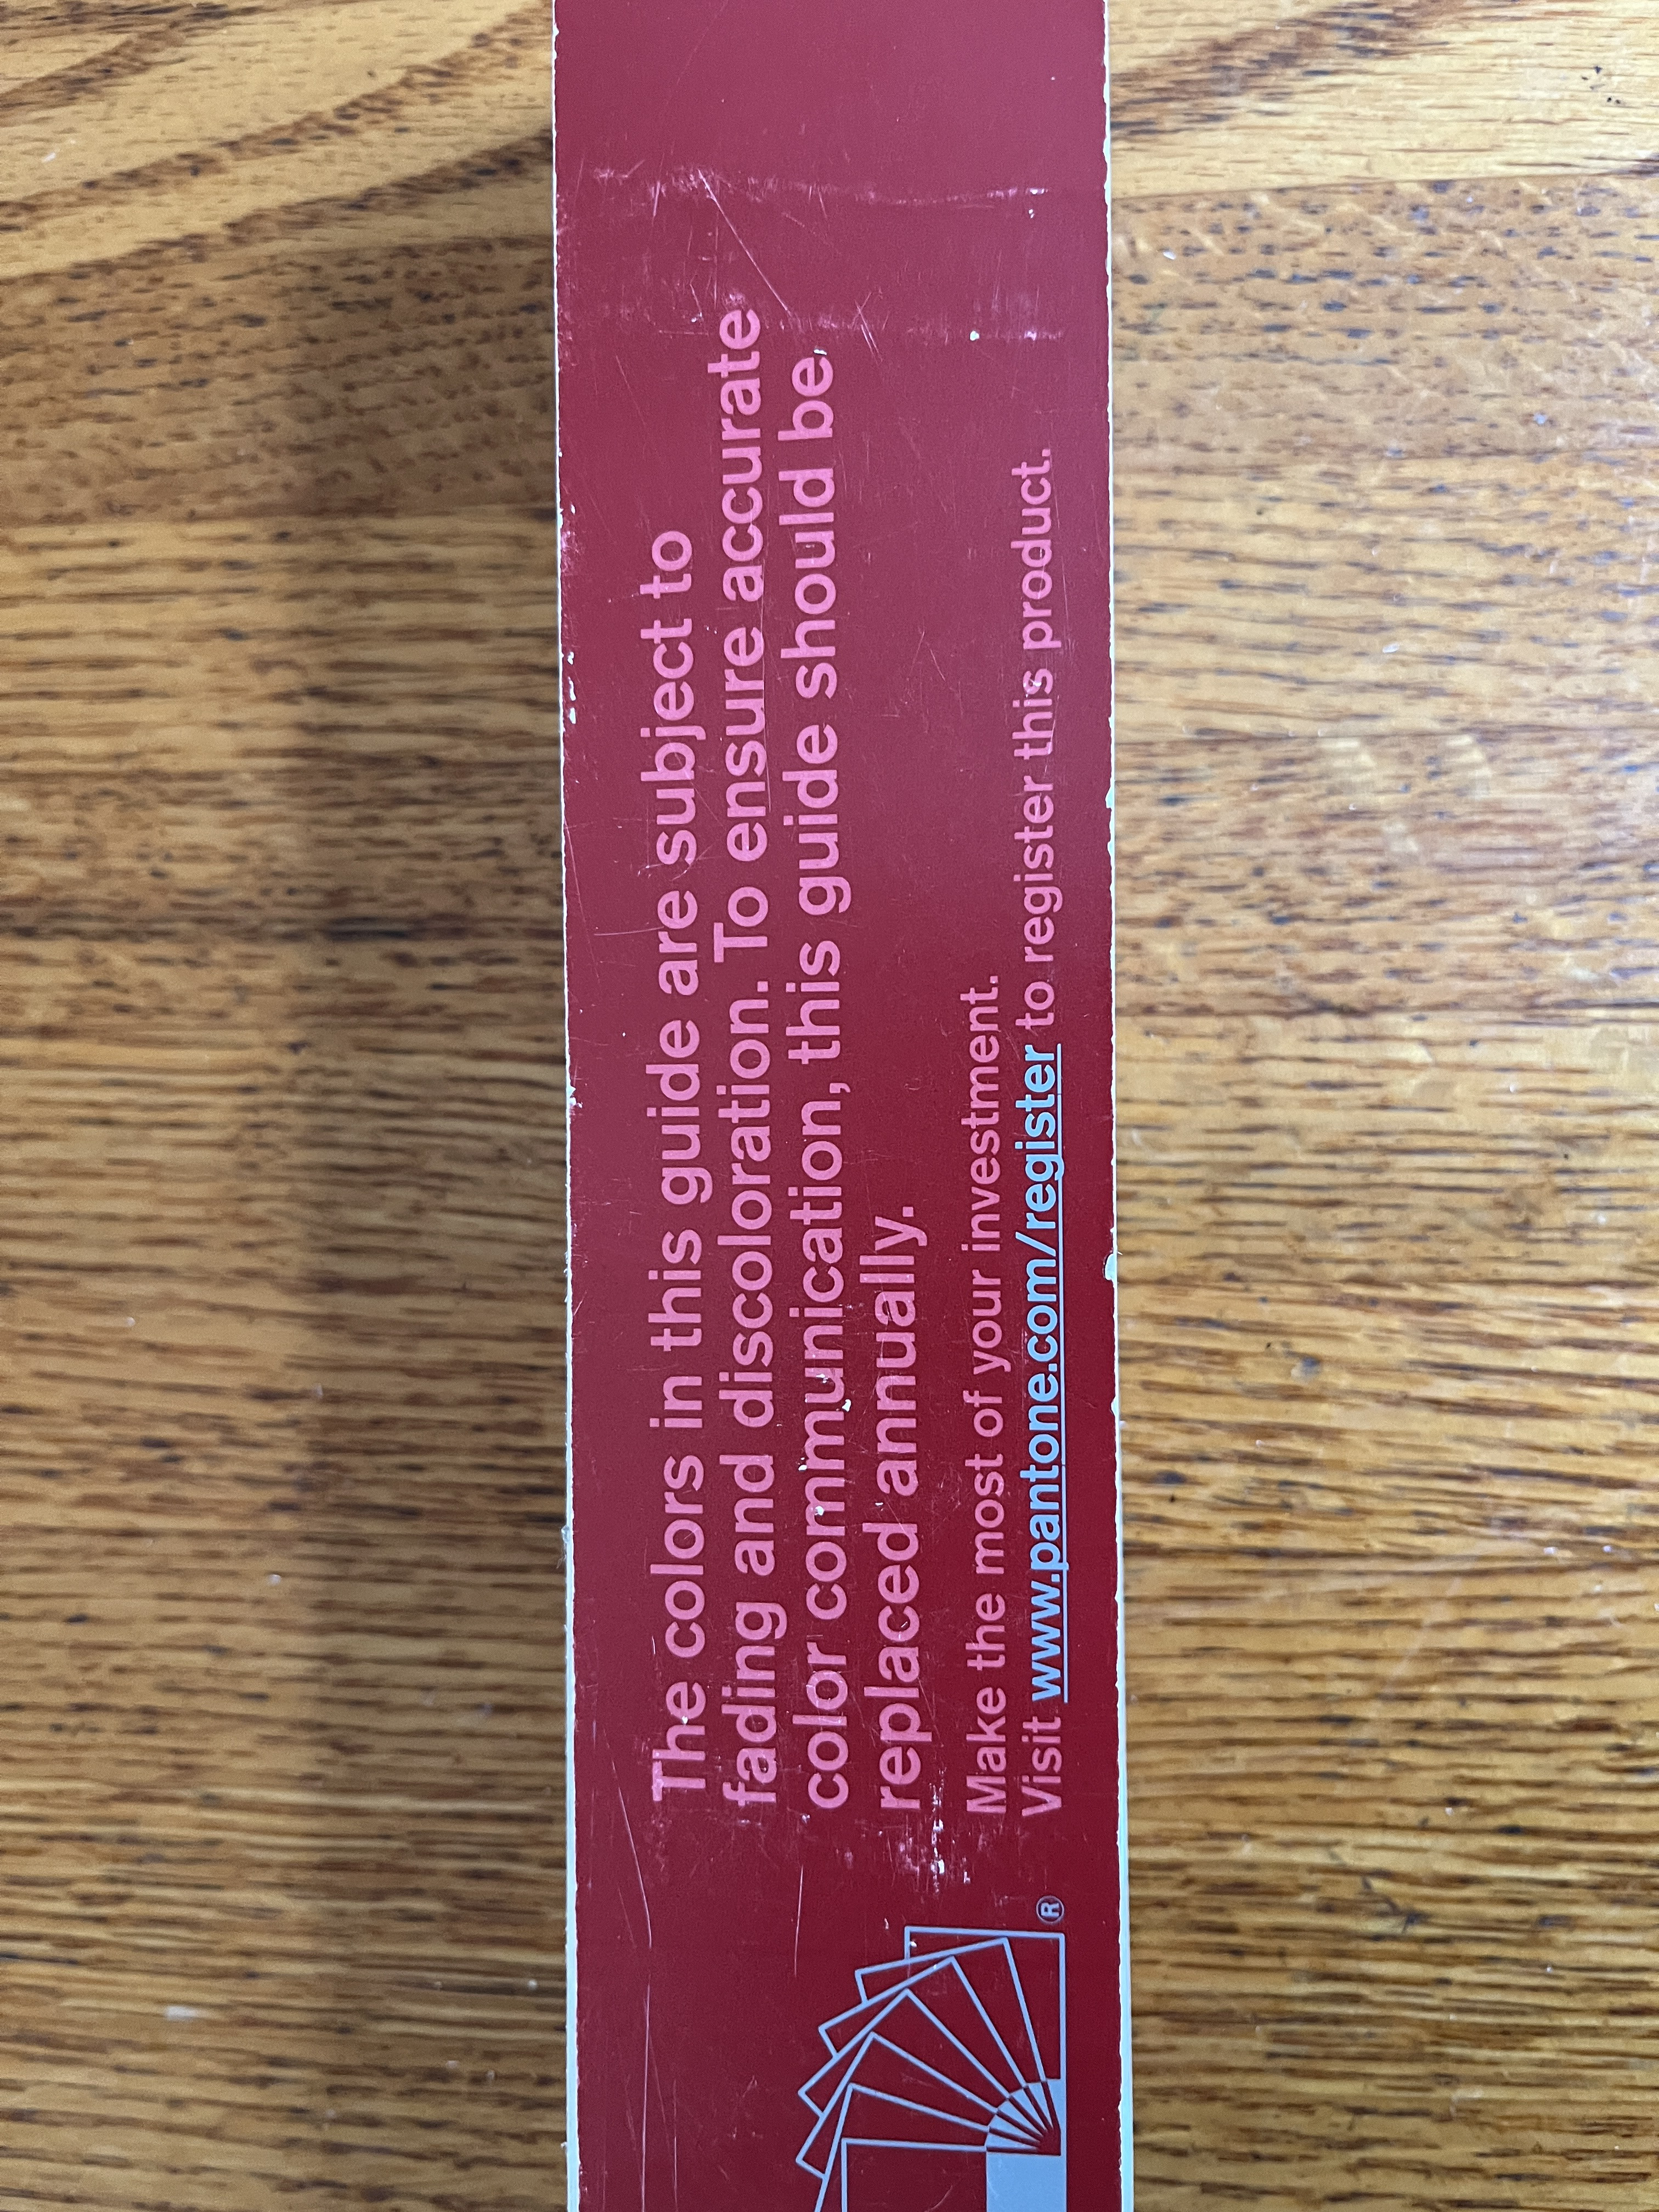 The colors in this guide are subject to
fading and discoloration. To ensure accurate
color communication, this guide should be
replaced annually.
Make the most of your investment.
Visit www.pantone.com/register to register this product.
®